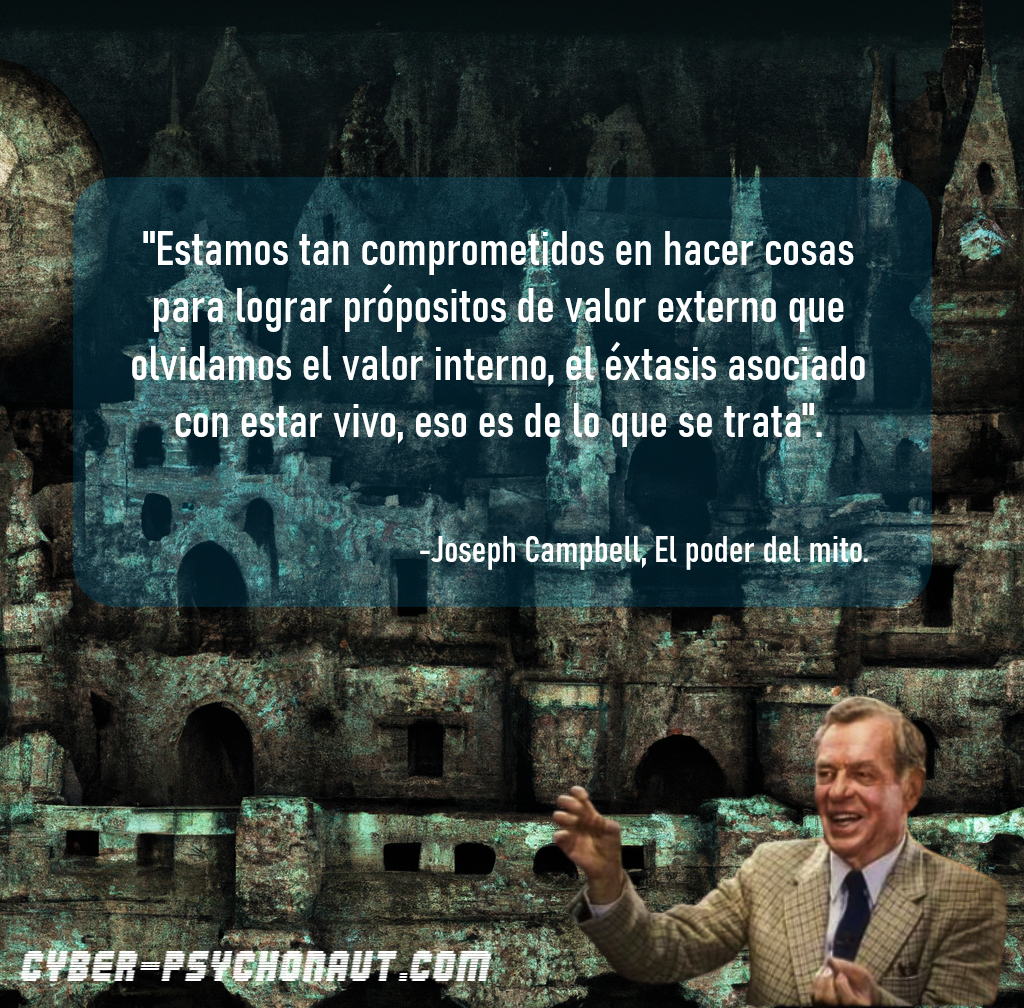 "Estamos tan comprometidos en hacer cosas
para lograr própositos de valor externo que
olvidamos el valor interno, el éxtasis asociado
con estar vivo, eso es de lo que se trata".
-Joseph Campbell, El poder del mito.
CYBER-PSYCHONAUT.COM